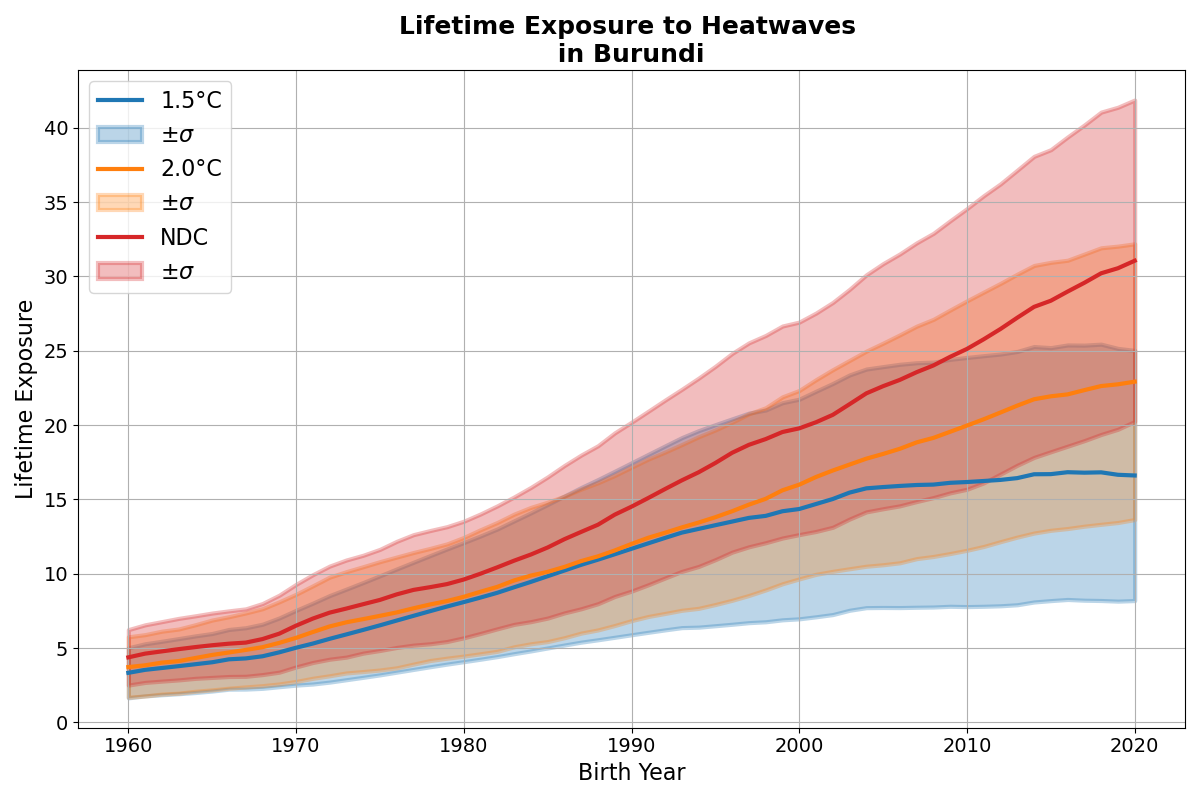 Lifetime Exposure to Heatwaves
in Burundi
1.5°C
±σ
2.0°C
±σ
NDC
±σ
Lifetime Exposure
40
35
30
25
20
15
10
5
0
1960 1970 1980 1990 2000 2010 2020
Birth Year